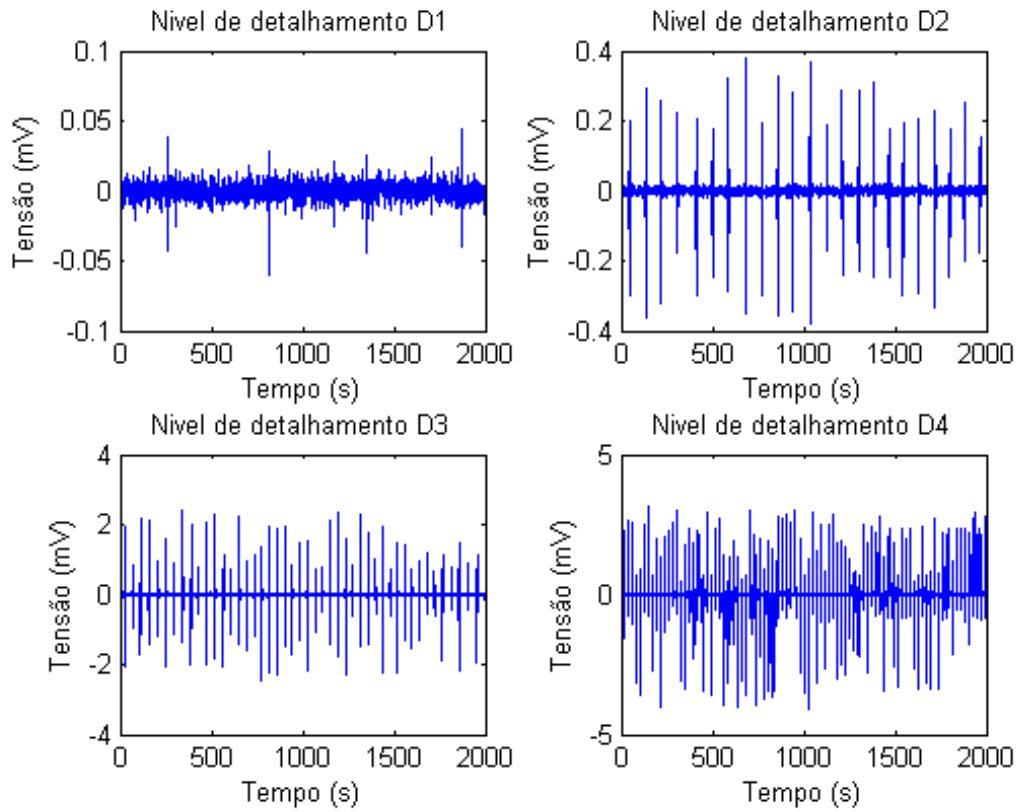 Nivel de detalhamento D1
0.1
0.05
0
-0.05
-0.1
Tensão (mV)
0 500 1000 1500 2000
Tempo (s)
Nivel de detalhamento D2
0.4
0.2
0
-0.2
-0.4
Tensão (mV)
0 500 1000 1500 2000
Tempo (s)
Nivel de detalhamento D3
4
2
0
-2
-4
Tensão (mV)
0 500 1000 1500 2000
Tempo (s)
Nivel de detalhamento D4
5
0
-5
Tensão (mV)
0 500 1000 1500 2000
Tempo (s)